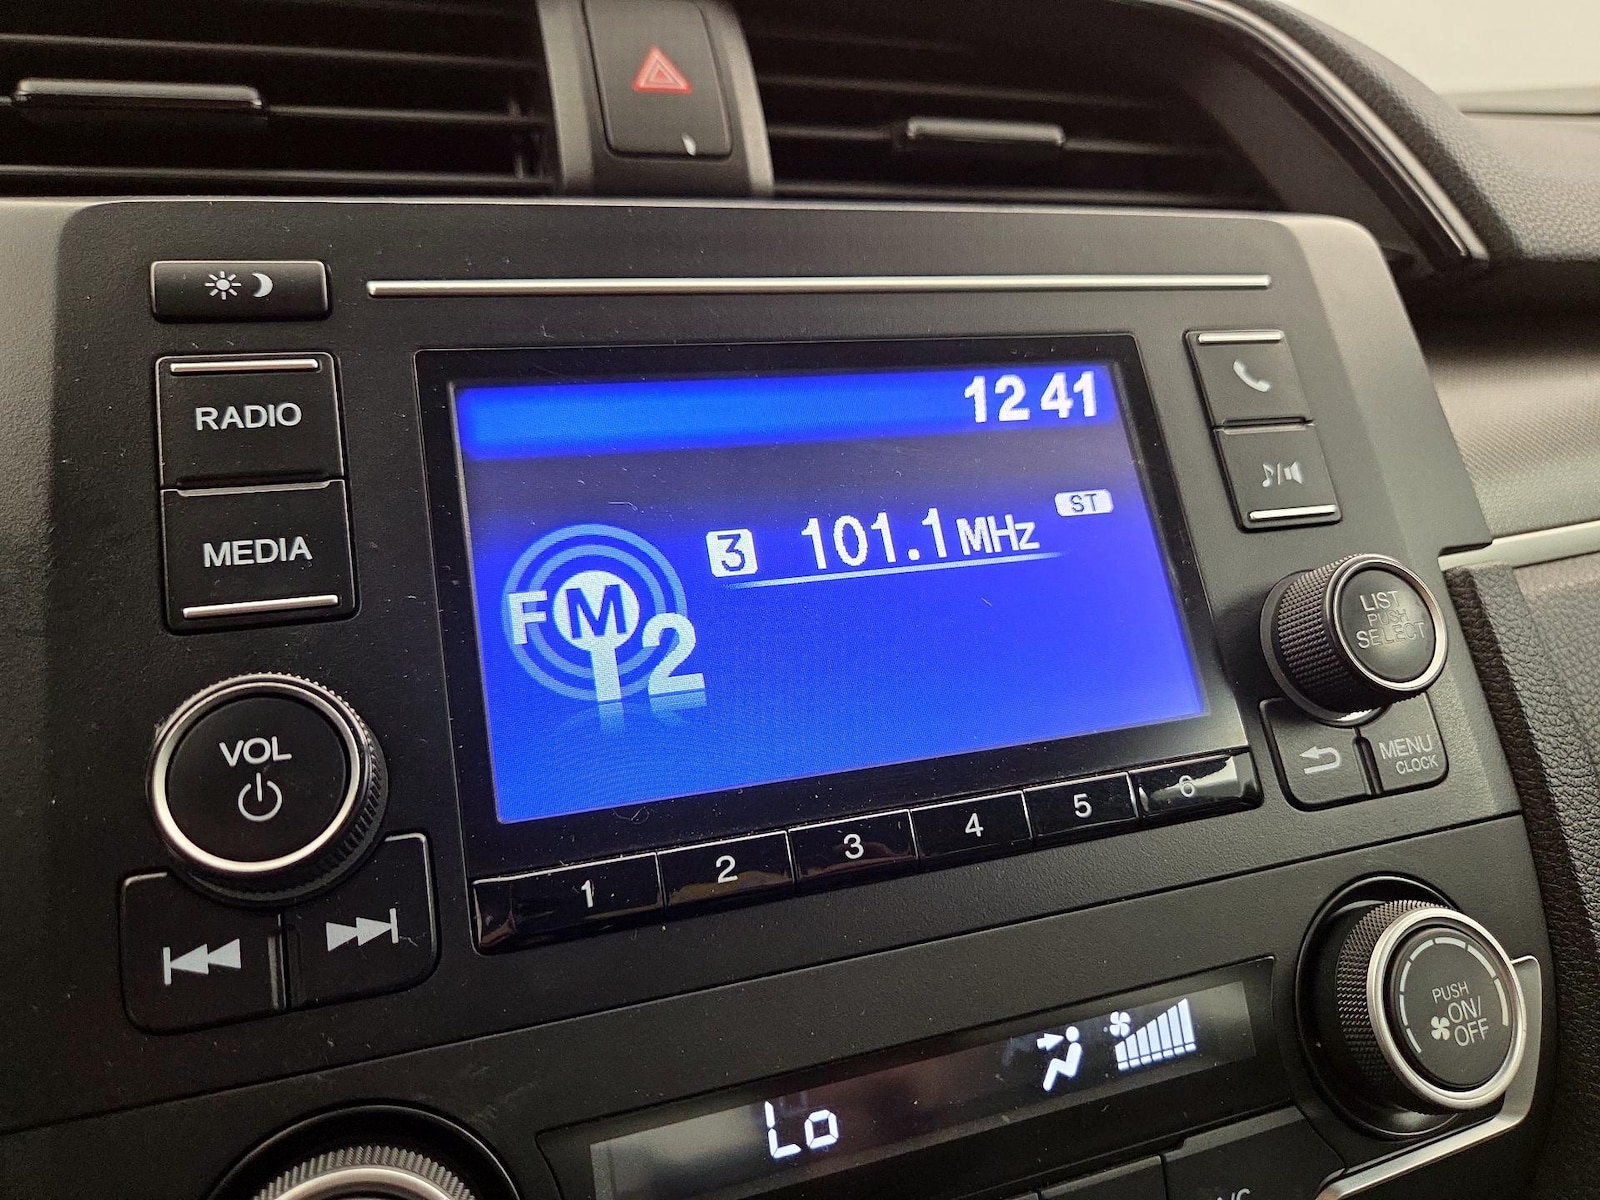 12 41
RADIO
3 101.1 MHz ST
MEDIA
FM 2
LIST
PUSH
SELECT
VOL
MENU
CLOCK
1 2 3 4 5 6
PUSH
ON/
OFF
Lo